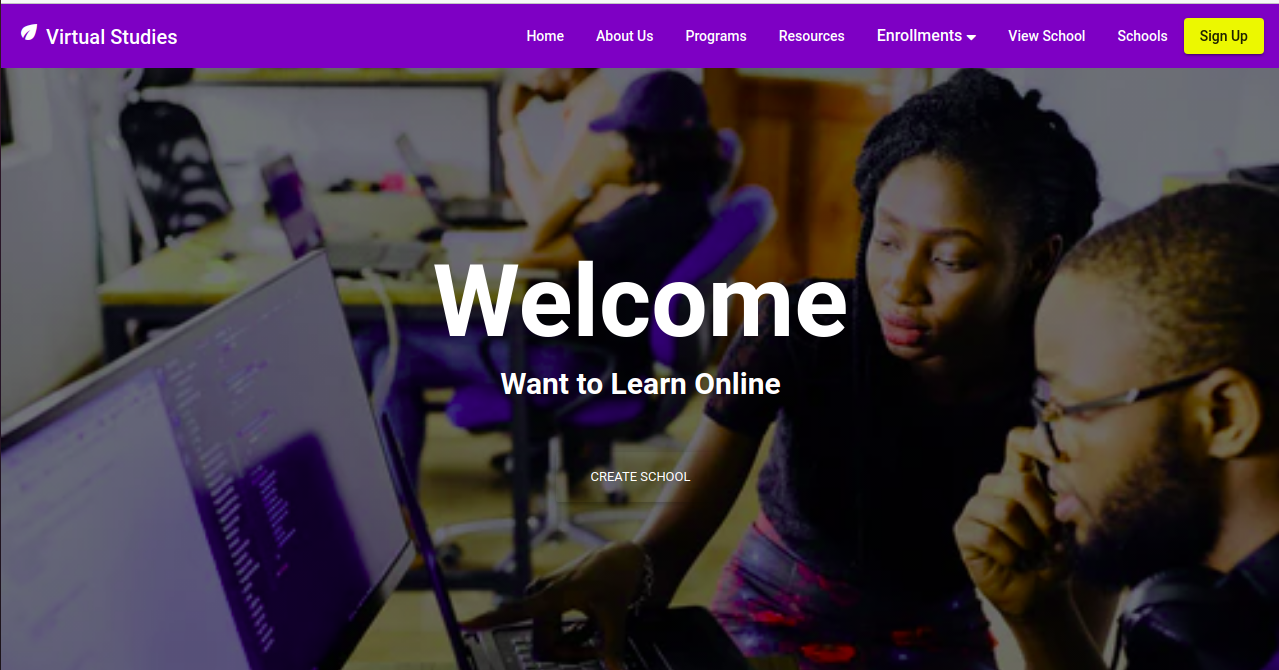 Virtual Studies
Home About Us Programs Resources Enrollments View School Schools Sign Up
Welcome
Want to Learn Online
CREATE SCHOOL